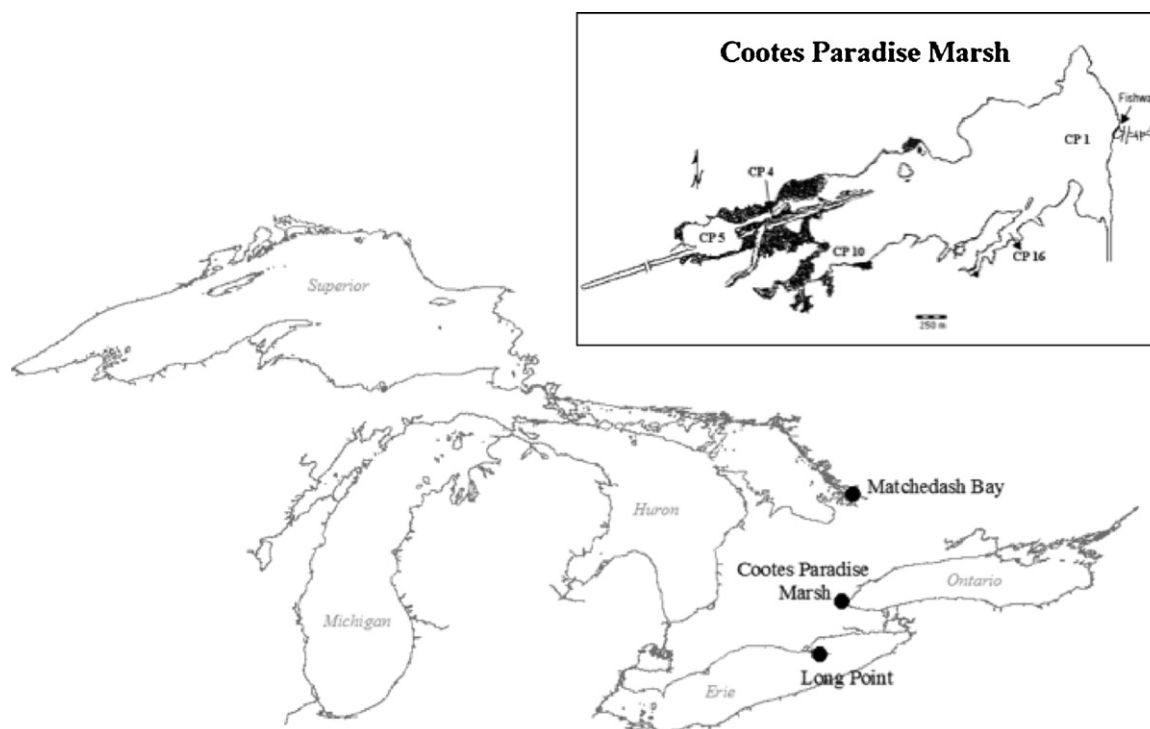 Cootes Paradise Marsh
CP 1
CP 4
CP 5
CP 10
CP 16
250 m
Superior
Matchedash Bay
Huron
Cootes Paradise
Marsh
Ontario
Michigan
Long Point
Erie